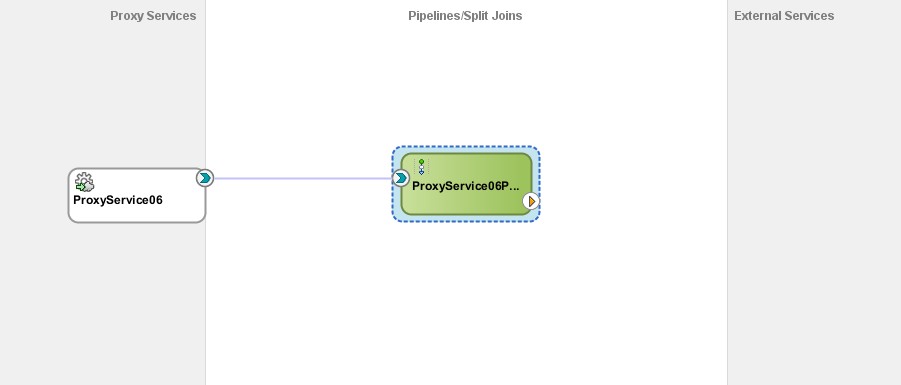 Proxy Services
Pipelines/Split Joins
External Services
ProxyService06
ProxyService06P...